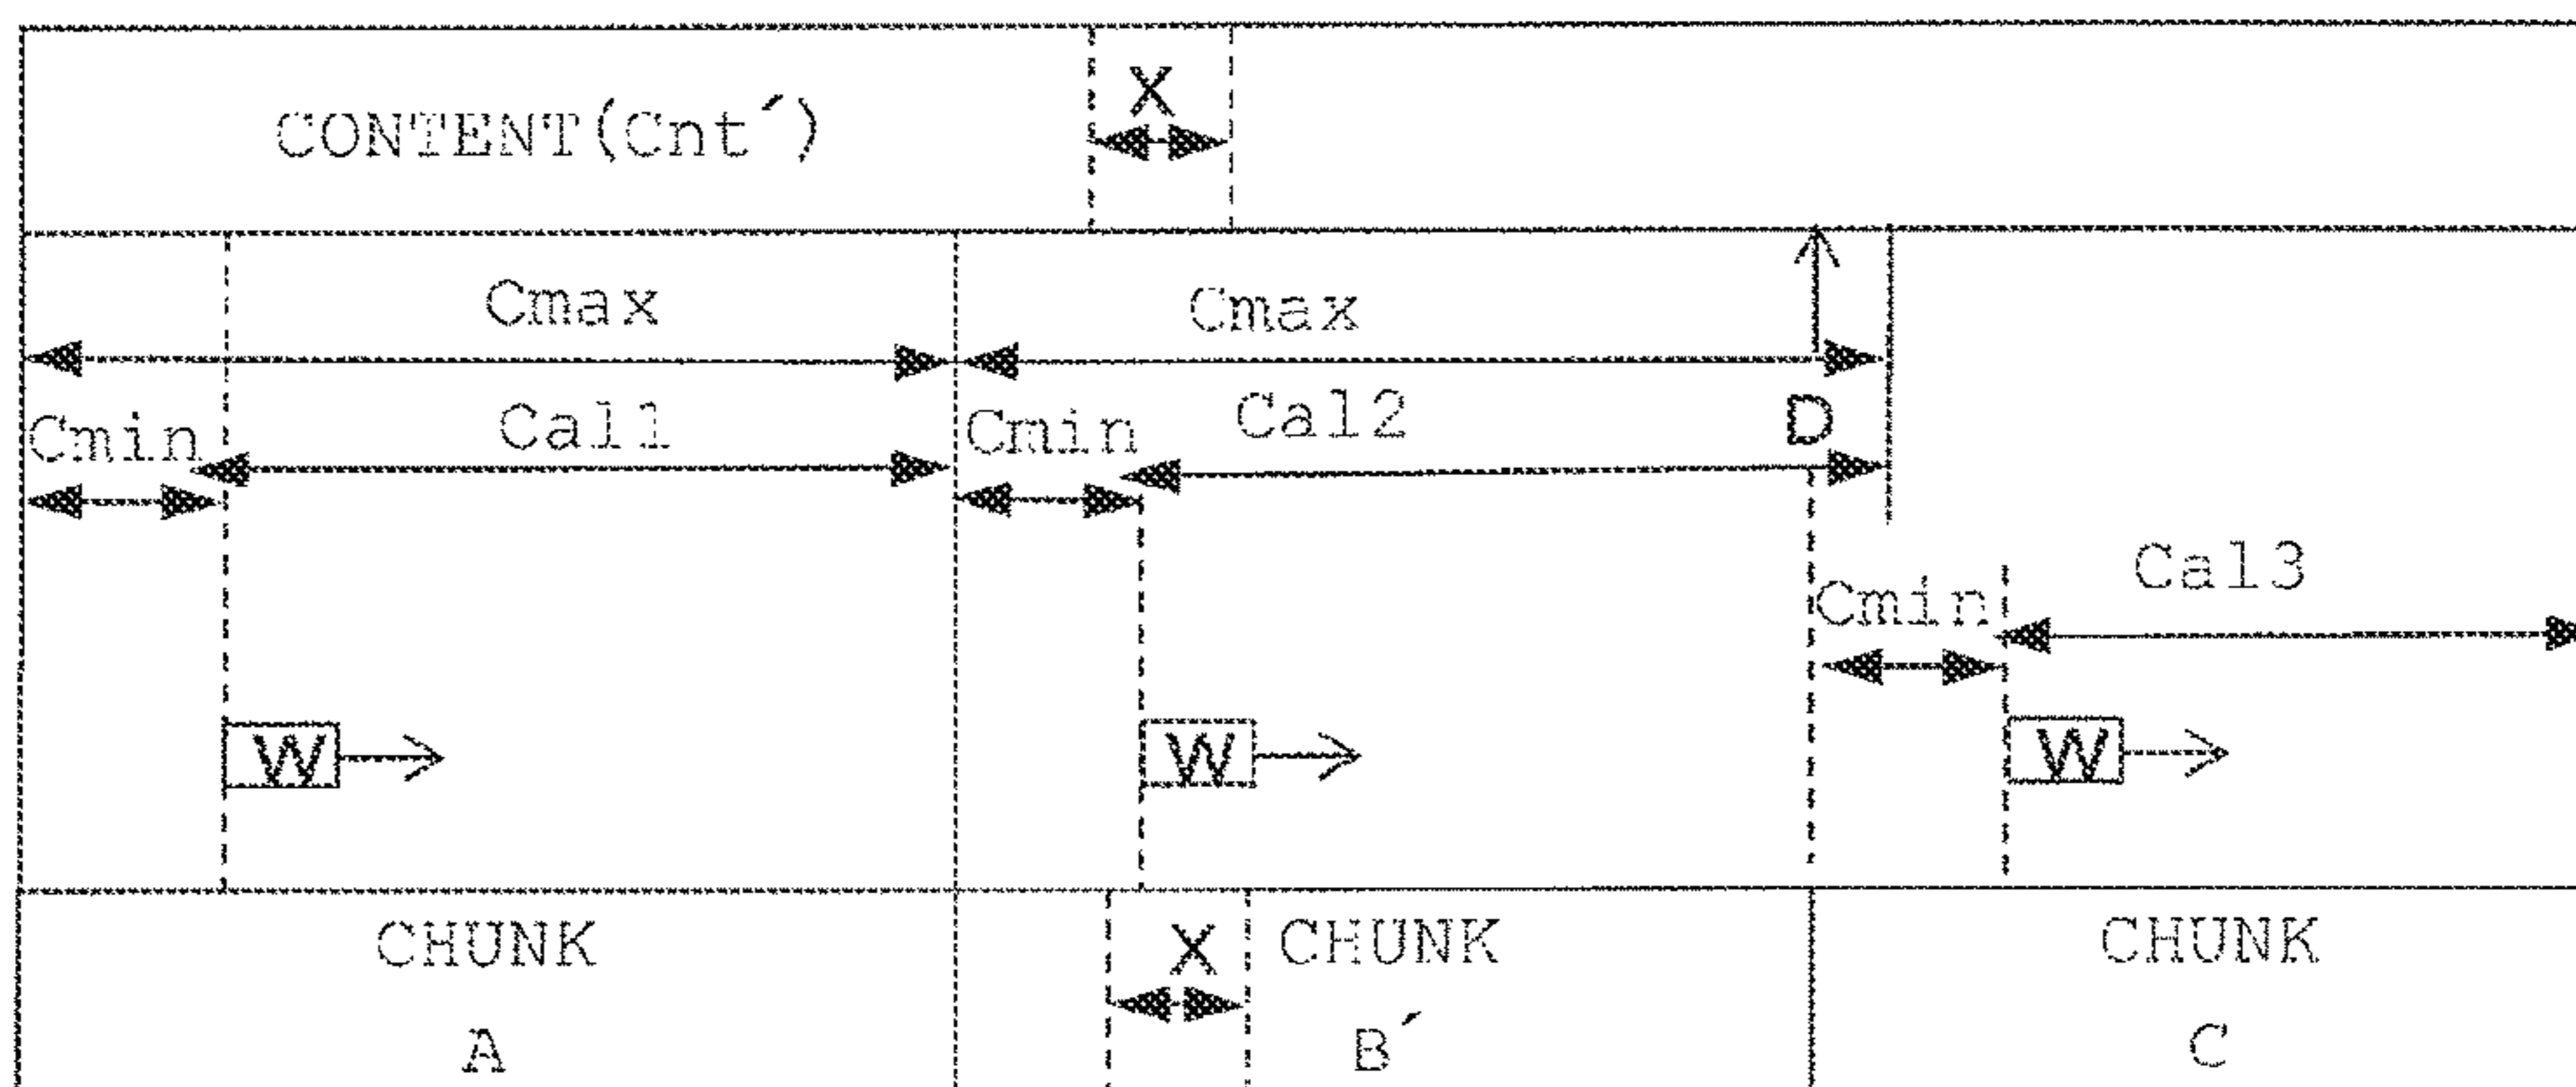 X
CONTENT(Cnt´)
Cmax Cmax
Cmin Cal1 Cmin Cal2 D
Cmin Cal3
W W W
CHUNK X CHUNK CHUNK
A B´ C